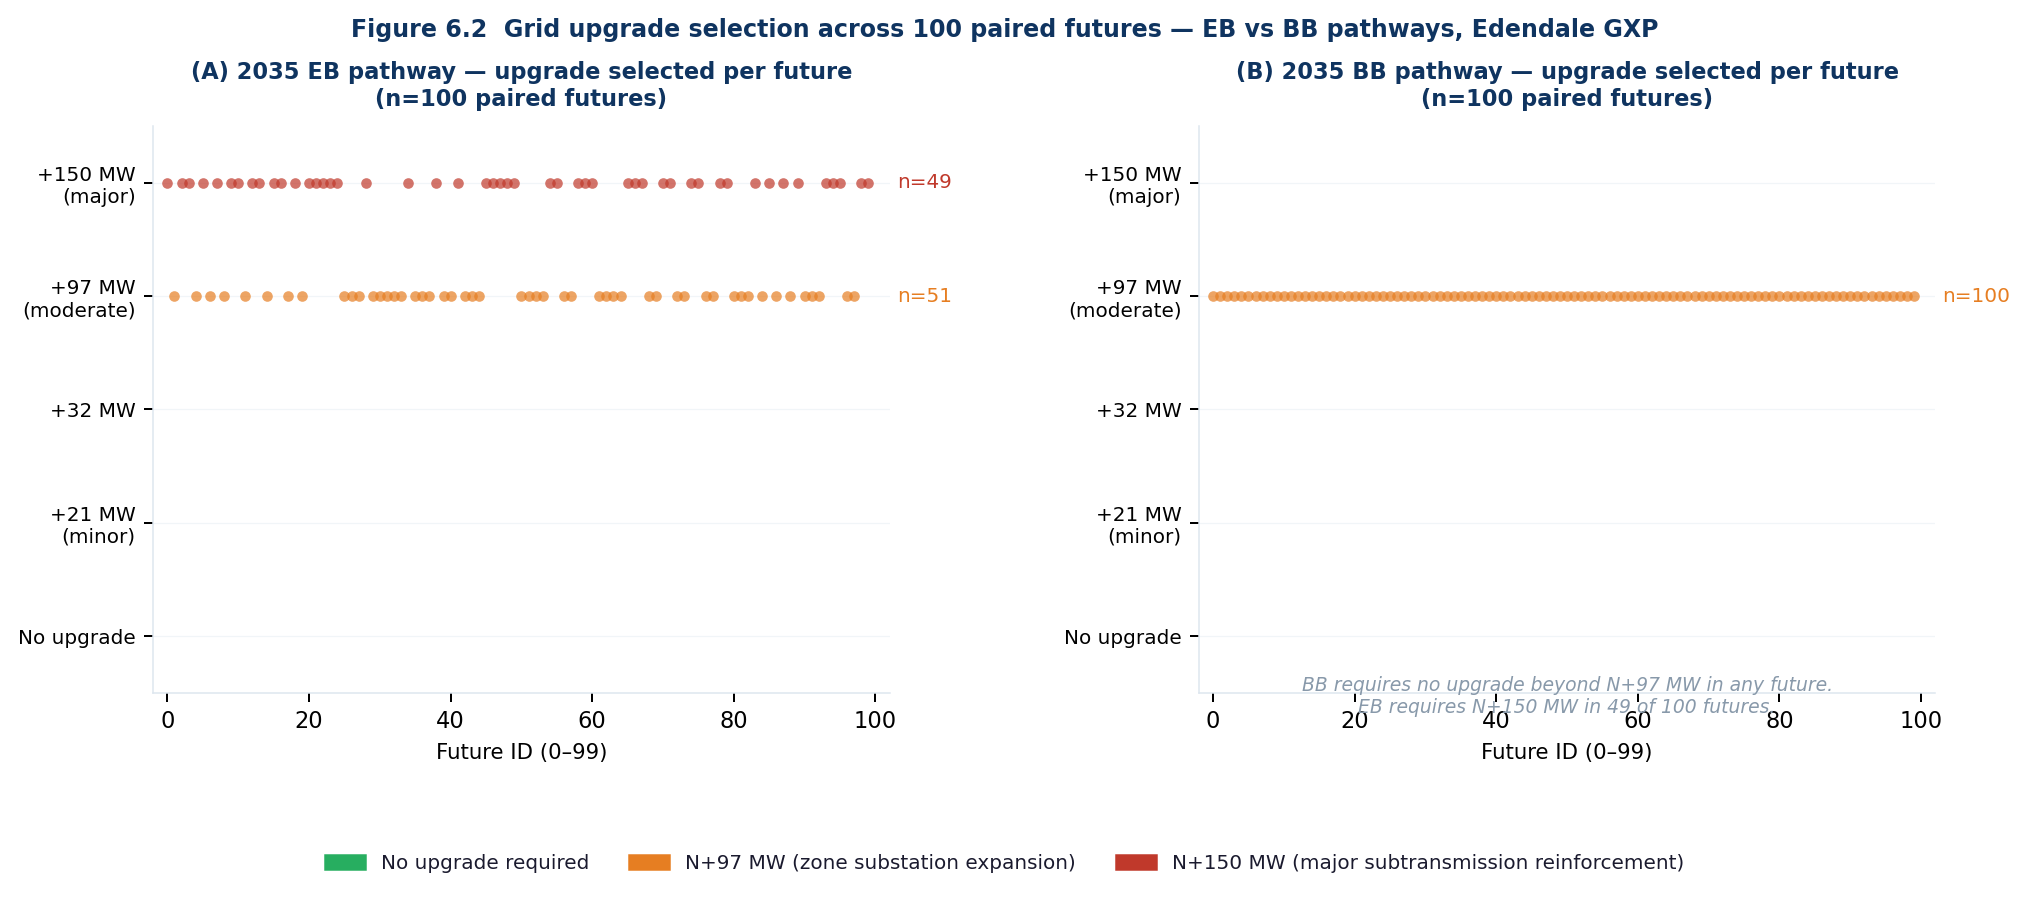 Figure 6.2  Grid upgrade selection across 100 paired futures — EB vs BB pathways, Edendale GXP
(A) 2035 EB pathway — upgrade selected per future
(n=100 paired futures)
+150 MW
(major)
+97 MW
(moderate)
+32 MW
+21 MW
(minor)
No upgrade
n=49
n=51
0 20 40 60 80 100
Future ID (0–99)
(B) 2035 BB pathway — upgrade selected per future
(n=100 paired futures)
+150 MW
(major)
+97 MW
(moderate)
+32 MW
+21 MW
(minor)
No upgrade
n=100
BB requires no upgrade beyond N+97 MW in any future.
EB requires N+150 MW in 49 of 100 futures.
0 20 40 60 80 100
Future ID (0–99)
No upgrade required
N+97 MW (zone substation expansion)
N+150 MW (major subtransmission reinforcement)